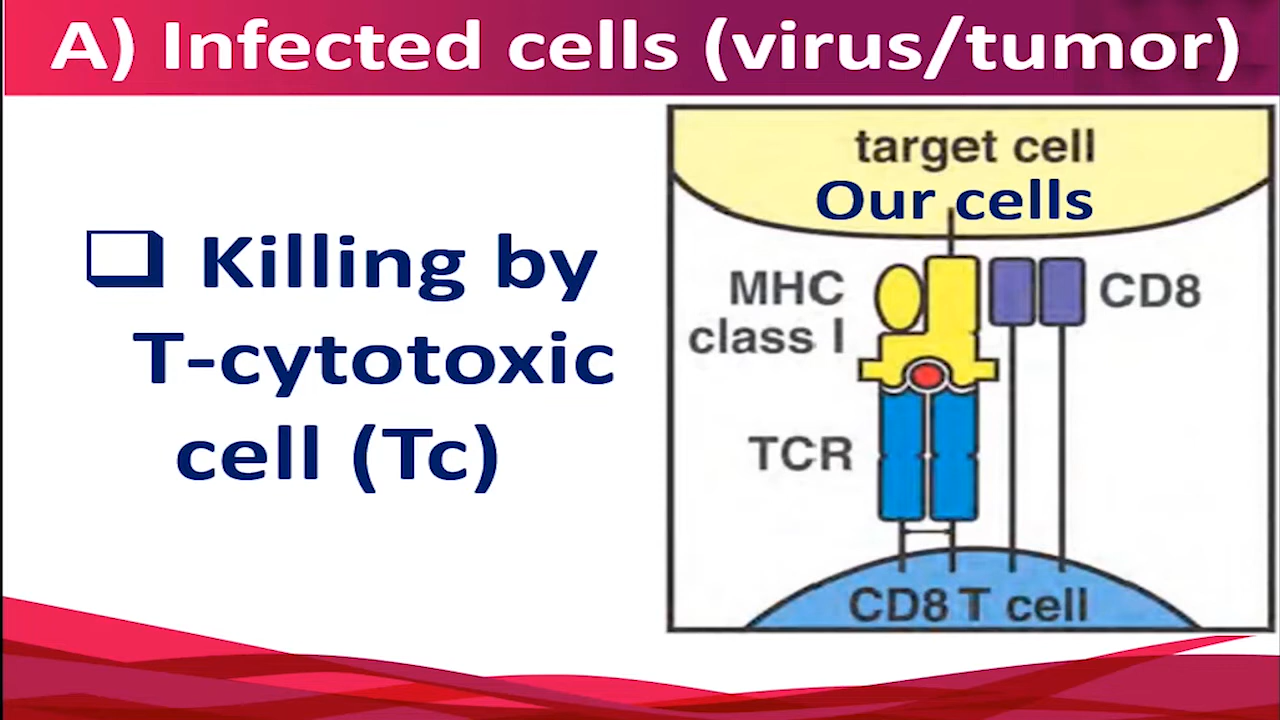 A) Infected cells (virus/tumor)
❑ Killing by
T-cytotoxic
cell (Tc)
target cell
Our cells
MHC
class I
CD8
TCR
CD8 T cell